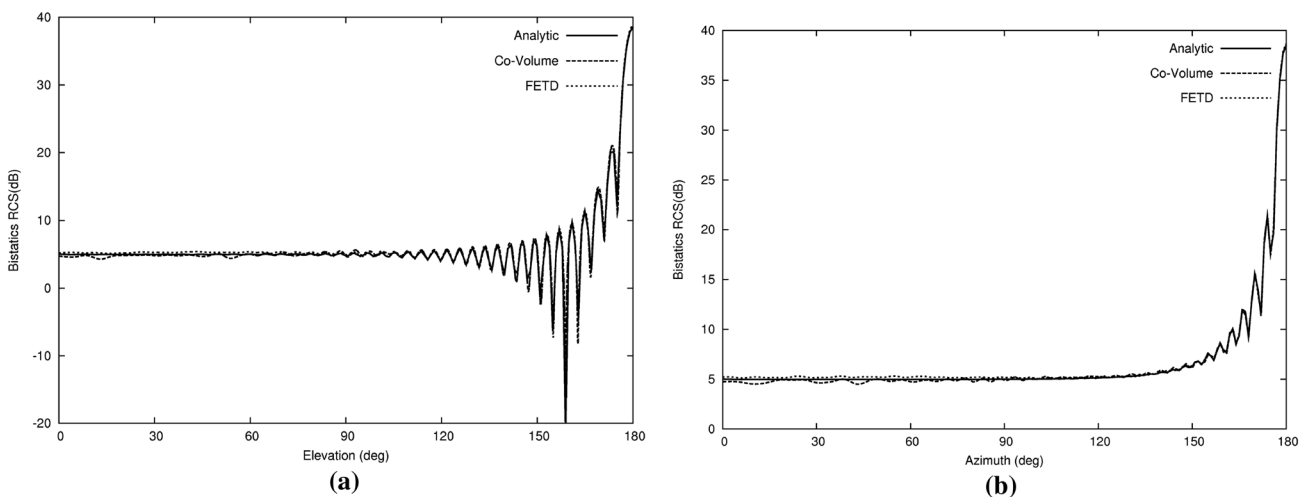 40
30
20
10
0
-10
-20
0 30 60 90 120 150 180
Bistatics RCS(dB)
Elevation (deg)
Analytic
Co-Volume
FETD
(a)
40
35
30
25
20
15
10
5
0
0 30 60 90 120 150 180
Bistatics RCS(dB)
Azimuth (deg)
Analytic
Co-Volume
FETD
(b)